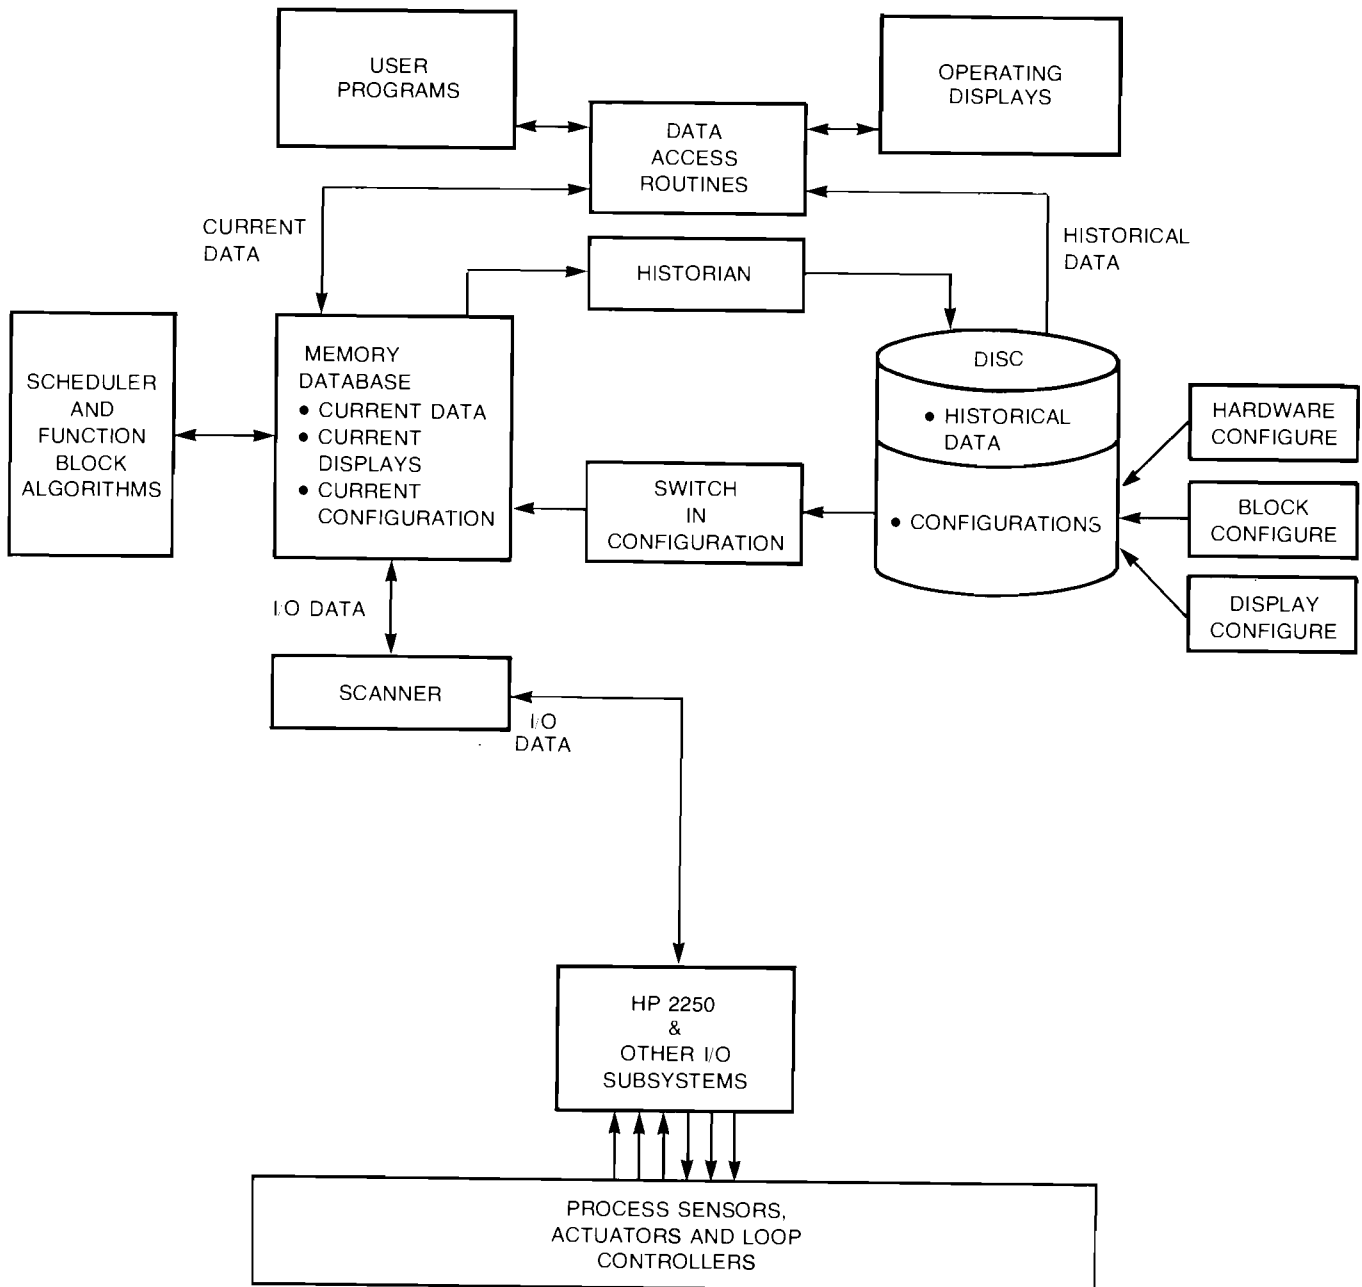 USER
PROGRAMS
OPERATING
DISPLAYS
DATA
ACCESS
ROUTINES
CURRENT
DATA
HISTORICAL
DATA
HISTORIAN
SCHEDULER
AND
FUNCTION
BLOCK
ALGORITHMS
MEMORY
DATABASE
• CURRENT DATA
• CURRENT
DISPLAYS
• CURRENT
CONFIGURATION
SWITCH
IN
CONFIGURATION
DISC
• HISTORICAL
DATA
• CONFIGURATIONS
HARDWARE
CONFIGURE
BLOCK
CONFIGURE
DISPLAY
CONFIGURE
I/O DATA
SCANNER
I/O
DATA
HP 2250
&
OTHER I/O
SUBSYSTEMS
PROCESS SENSORS,
ACTUATORS AND LOOP
CONTROLLERS